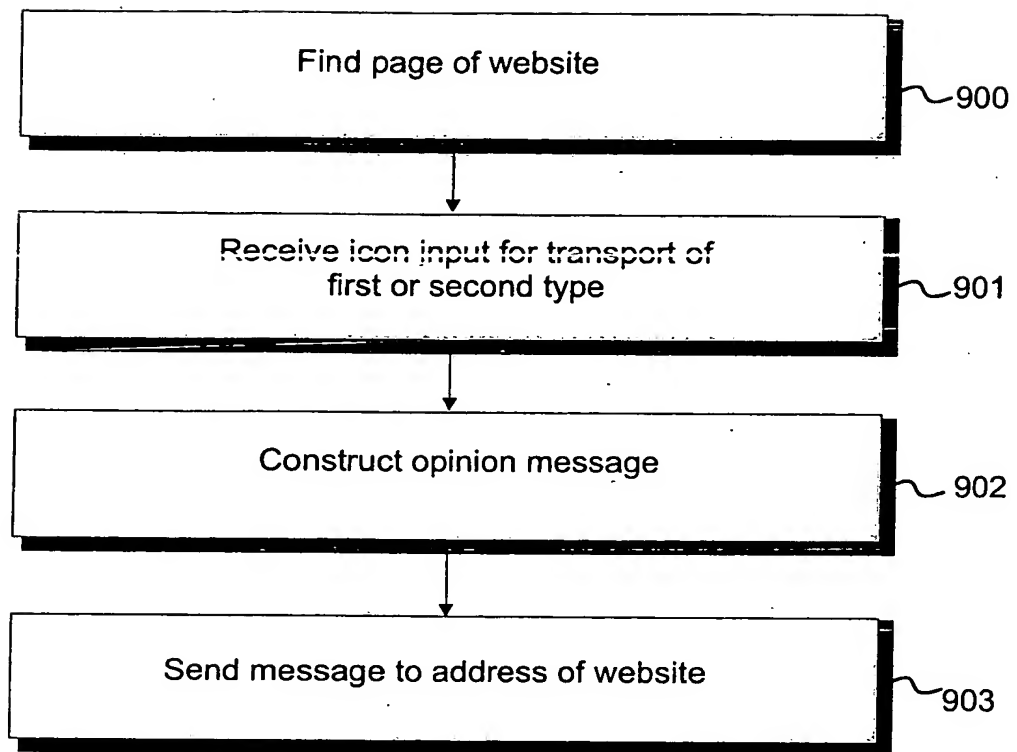 Find page of website
900
Receive icon input for transport of
first or second type
901
Construct opinion message
902
Send message to address of website
903